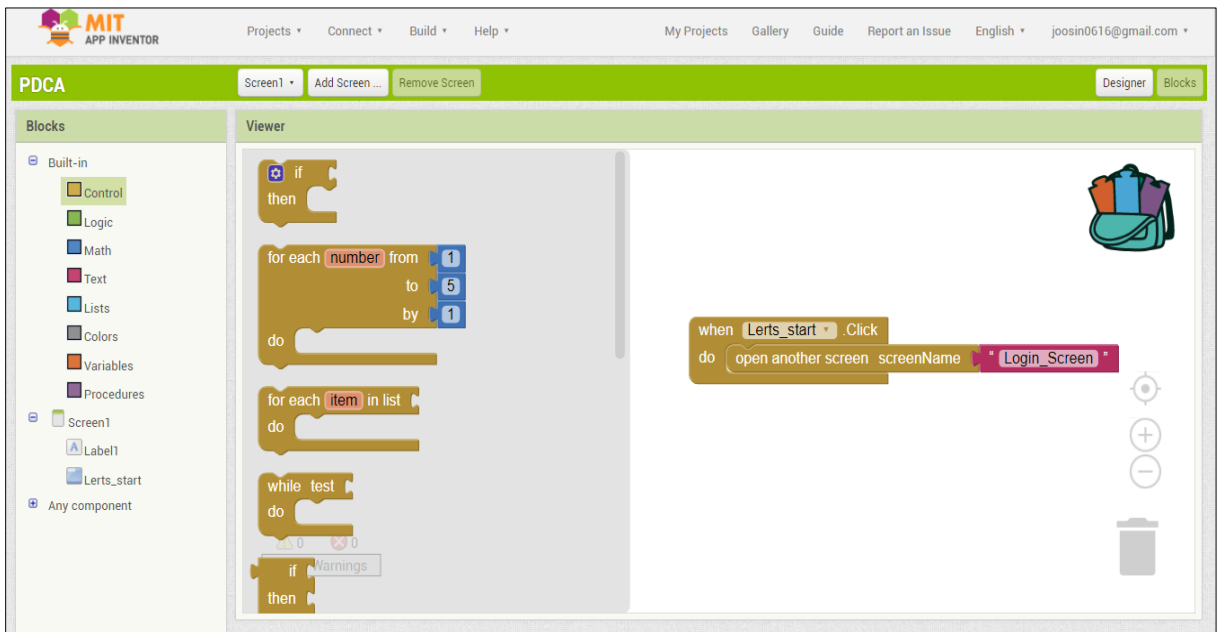 MIT
APP INVENTOR
Projects Connect Build Help My Projects Gallery Guide Report an Issue English joosin0616@gmail.com
PDCA Screen1 Add Screen ... Remove Screen Designer Blocks
Blocks
Built-in
Control
Logic
Math
Text
Lists
Colors
Variables
Procedures
Screen1
A Label1
Lerts_start
Any component
Viewer
if
then
for each number from 1
to 5
by 1
do
for each item in list
do
while test
do
0 0
Warnings
if
then
when Lerts_start .Click
do open another screen screenName " Login_Screen "